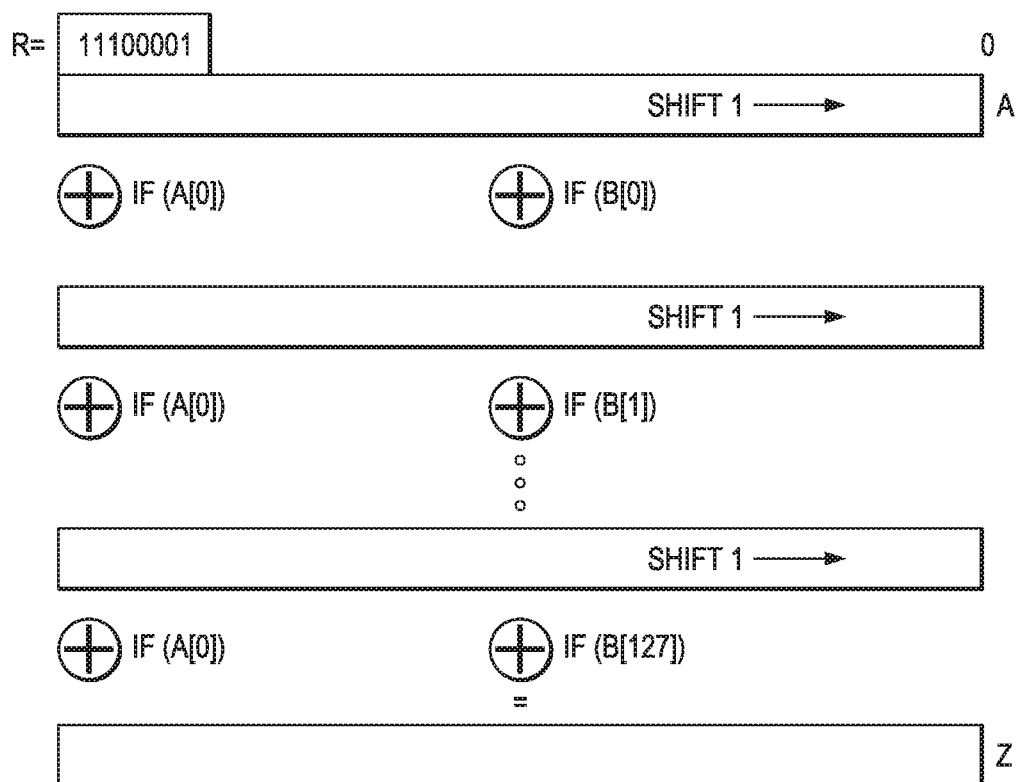 R= 11100001 0
SHIFT 1 A
IF (A[0]) IF (B[0])
SHIFT 1
IF (A[0]) IF (B[1])
SHIFT 1
IF (A[0]) IF (B[127])
=
Z